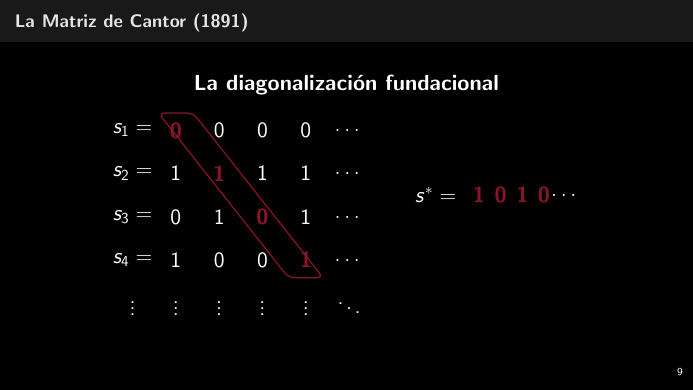 La Matriz de Cantor (1891)
La diagonalización fundacional
s₁ = 0 0 0 0 ···
s₂ = 1 1 1 1 ···
s₃ = 0 1 0 1 ···
s₄ = 1 0 0 1 ···
⋮ ⋮ ⋮ ⋮ ⋮ ⋱
s* = 1 0 1 0 ···
9